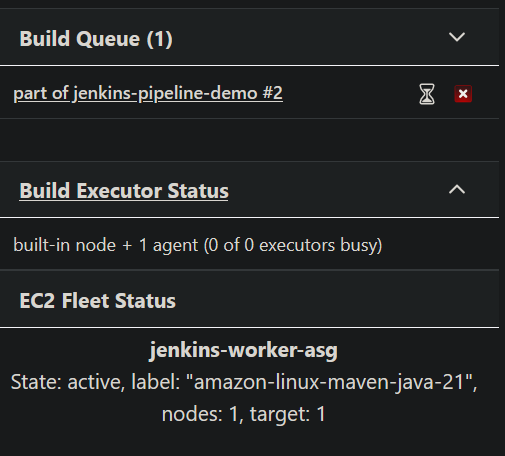 Build Queue (1)
part of jenkins-pipeline-demo #2
Build Executor Status
built-in node + 1 agent (0 of 0 executors busy)
EC2 Fleet Status
jenkins-worker-asg
State: active, label: "amazon-linux-maven-java-21",
nodes: 1, target: 1